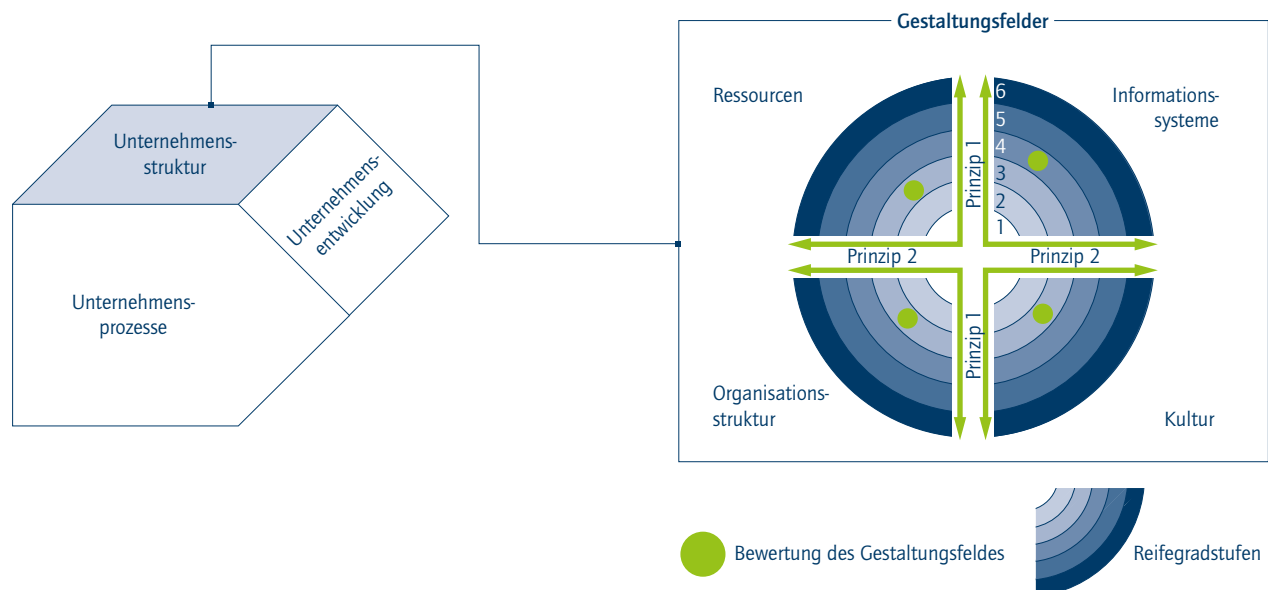 Gestaltungsfelder
Unternehmens-
struktur
Unternehmens-
entwicklung
Unternehmens-
prozesse
Ressourcen
Informations-
systeme
6
5
4
3
2
1
Prinzip 1
Prinzip 2
Prinzip 2
Prinzip 1
Organisations-
struktur
Kultur
Bewertung des Gestaltungsfeldes
Reifegradstufen